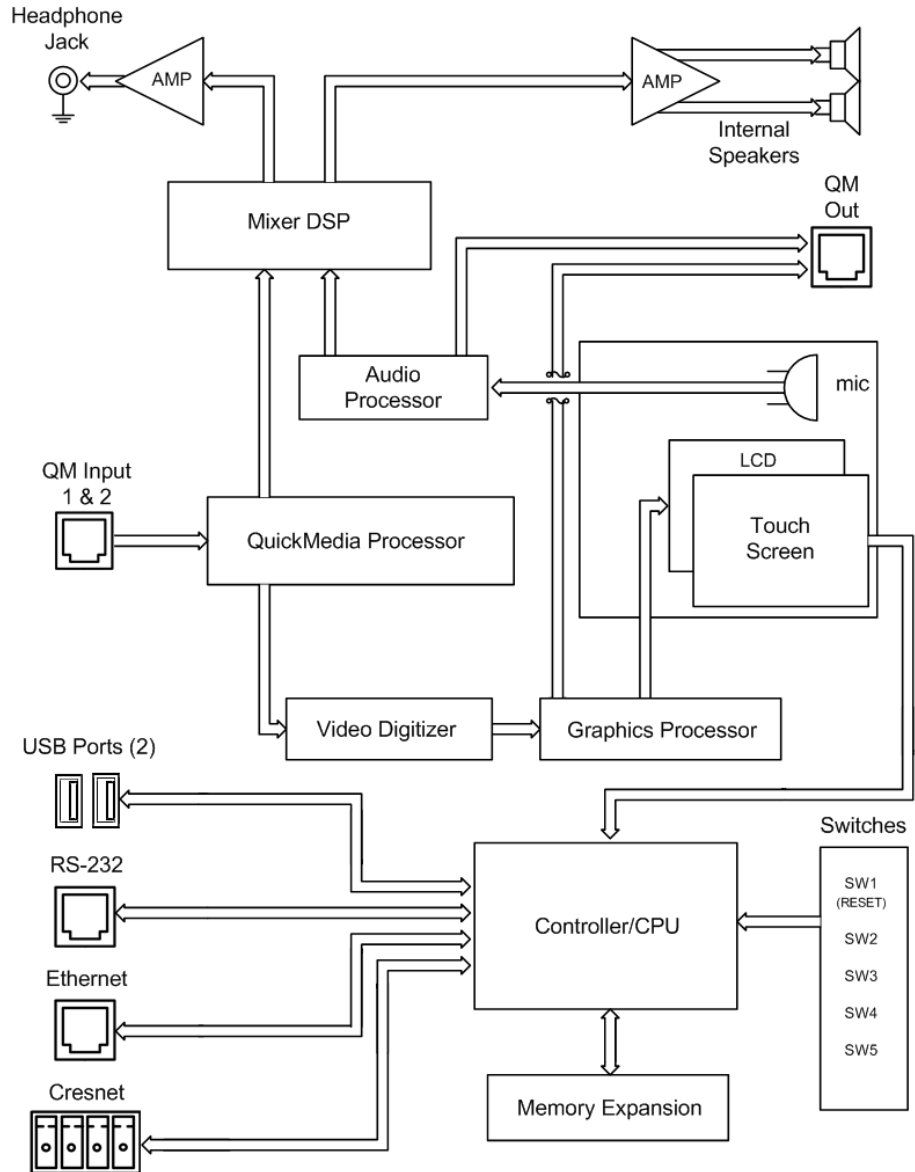 Headphone
Jack
AMP
AMP
Internal
Speakers
Mixer DSP
QM
Out
Audio
Processor
mic
QM Input
1 & 2
LCD
Touch
Screen
QuickMedia Processor
Video Digitizer
Graphics Processor
USB Ports (2)
RS-232
Ethernet
Cresnet
Controller/CPU
Memory Expansion
Switches
SW1
(RESET)
SW2
SW3
SW4
SW5